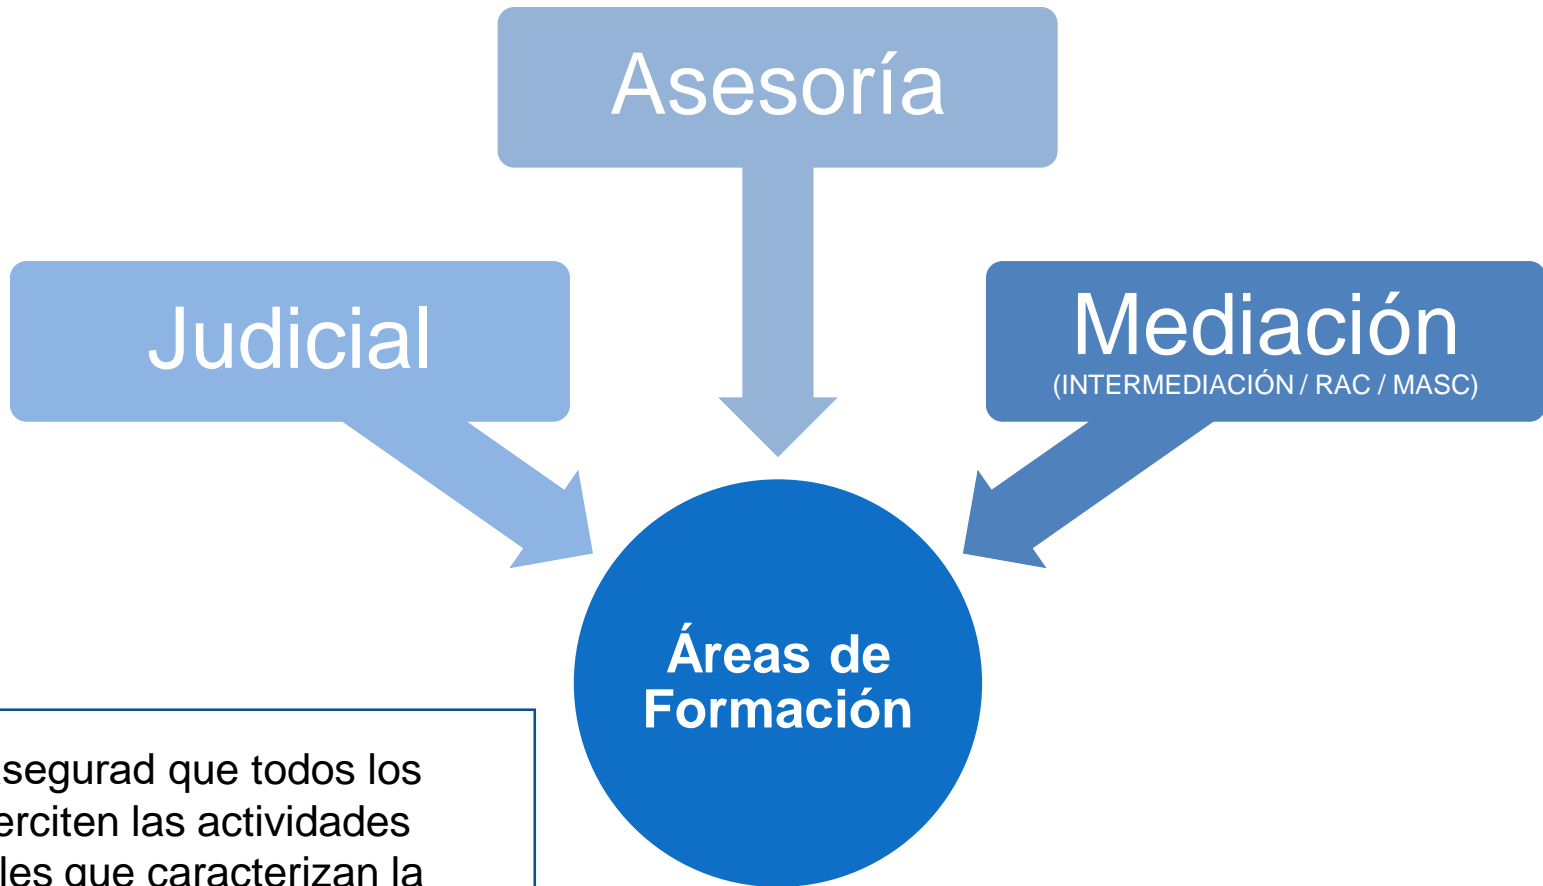 Asesoría
Judicial
Mediación
(INTERMEDIACIÓN / RAC / MASC)
Áreas de
Formación
segurad que todos los
erciten las actividades
les que caracterizan la